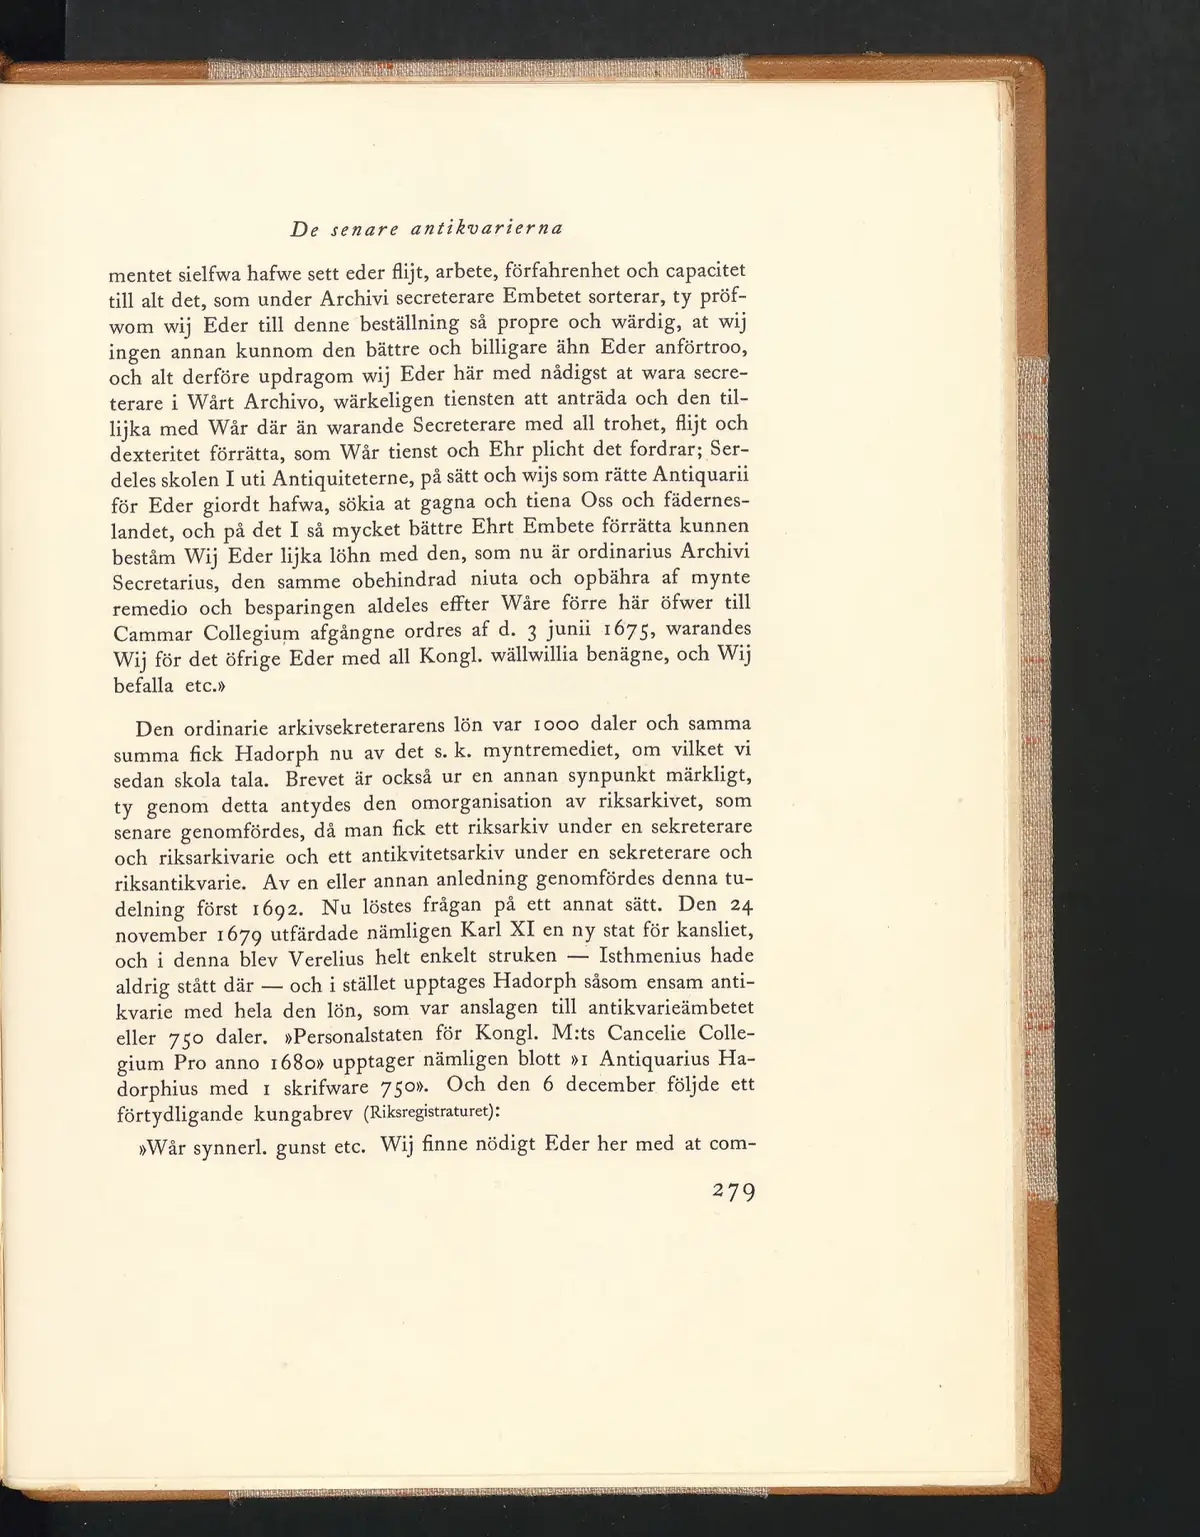 De senare antikvarierna
mentet sielfwa hafwe sett eder flijt, arbete, förfahrenhet och capacitet
till alt det, som under Archivi secreterare Embetet sorterar, ty pröf-
wom wij Eder till denne beställning så propre och wärdig, at wij
ingen annan kunnom den bättre och billigare ähn Eder anförtroo,
och alt derföre updragom wij Eder här med nådigst at wara secre-
terare i Wårt Archivo, wärkeligen tiensten att anträda och den til-
lijka med Wår där än warande Secreterare med all trohet, flijt och
dexteritet förrätta, som Wår tienst och Ehr plicht det fordrar; Ser-
deles skolen I uti Antiquiteterne, på sätt och wijs som rätte Antiquarii
för Eder giordt hafwa, sökia at gagna och tiena Oss och fädernes-
landet, och på det I så mycket bättre Ehrt Embete förrätta kunnen
beståm Wij Eder lijka löhn med den, som nu är ordinarius Archivi
Secretarius, den samme obehindrad niuta och opbähra af mynte
remedio och besparingen aldeles effter Wåre förre här öfwer till
Cammar Collegium afgångne ordres af d. 3 junii 1675, warandes
Wij för det öfrige Eder med all Kongl. wällwillia benägne, och Wij
befalla etc.»
Den ordinarie arkivsekreterarens lön var 1000 daler och samma
summa fick Hadorph nu av det s. k. myntremediet, om vilket vi
sedan skola tala. Brevet är också ur en annan synpunkt märkligt,
ty genom detta antydes den omorganisation av riksarkivet, som
senare genomfördes, då man fick ett riksarkiv under en sekreterare
och riksarkivarie och ett antikvitetsarkiv under en sekreterare och
riksantikvarie. Av en eller annan anledning genomfördes denna tu-
delning först 1692. Nu löstes frågan på ett annat sätt. Den 24
november 1679 utfärdade nämligen Karl XI en ny stat för kansliet,
och i denna blev Verelius helt enkelt struken — Isthmenius hade
aldrig stått där — och i stället upptages Hadorph såsom ensam anti-
kvarie med hela den lön, som var anslagen till antikvarieämbetet
eller 750 daler. »Personalstaten för Kongl. M:ts Cancelie Colle-
gium Pro anno 1680» upptager nämligen blott »1 Antiquarius Ha-
dorphius med 1 skrifware 750». Och den 6 december följde ett
förtydligande kungabrev (Riksregistraturet):
»Wår synnerl. gunst etc. Wij finne nödigt Eder her med at com-
279